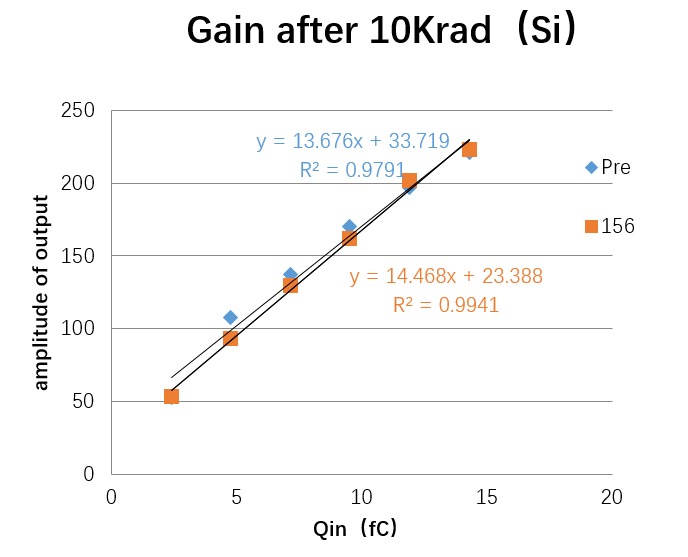 Gain after 10Krad（Si）
250
200
150
100
50
0
0
5
10
15
20
amplitude of output
Qin（fC）
y = 13.676x + 33.719
R² = 0.9791
y = 14.468x + 23.388
R² = 0.9941
Pre
156